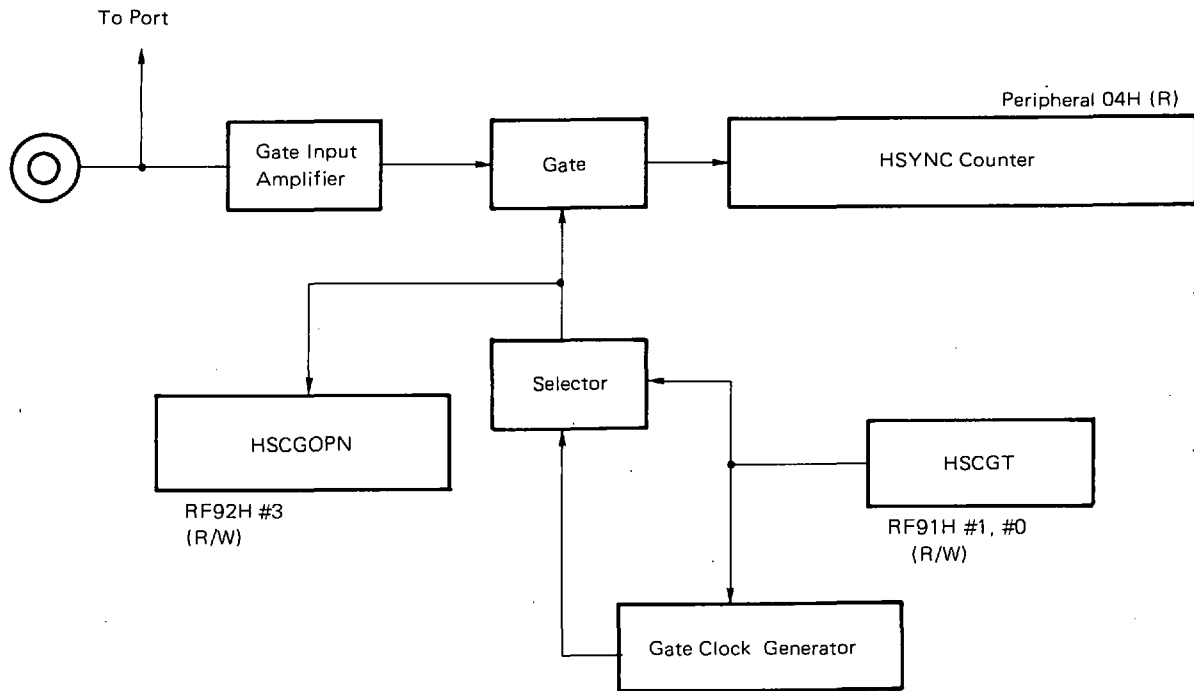 To Port
Peripheral 04H (R)
Gate Input
Amplifier
Gate
HSYNC Counter
Selector
HSCGOPN
HSCGT
RF92H #3
(R/W)
RF91H #1, #0
(R/W)
Gate Clock Generator